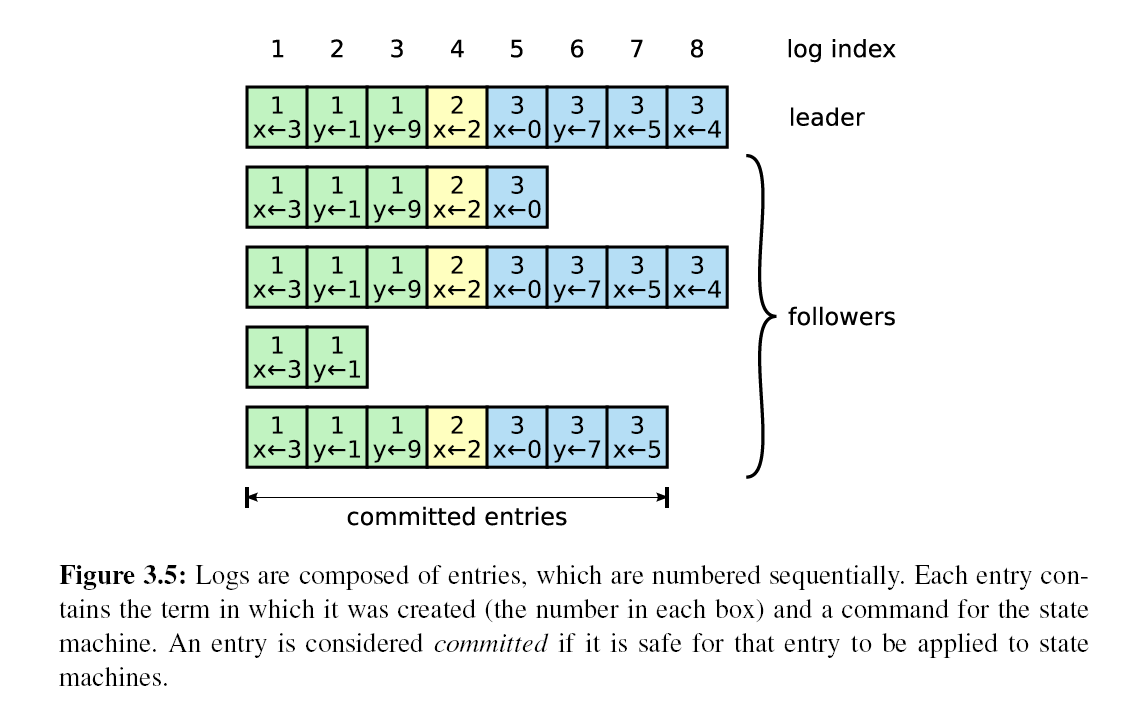 1 2 3 4 5 6 7 8 log index
1 1 1 2 3 3 3 3
x←3 y←1 y←9 x←2 x←0 y←7 x←5 x←4
leader
1 1 1 2 3
x←3 y←1 y←9 x←2 x←0
1 1 1 2 3 3 3 3
x←3 y←1 y←9 x←2 x←0 y←7 x←5 x←4
followers
1 1
x←3 y←1
1 1 1 2 3 3 3
x←3 y←1 y←9 x←2 x←0 y←7 x←5
committed entries
Figure 3.5: Logs are composed of entries, which are numbered sequentially. Each entry con-
tains the term in which it was created (the number in each box) and a command for the state
machine. An entry is considered committed if it is safe for that entry to be applied to state
machines.